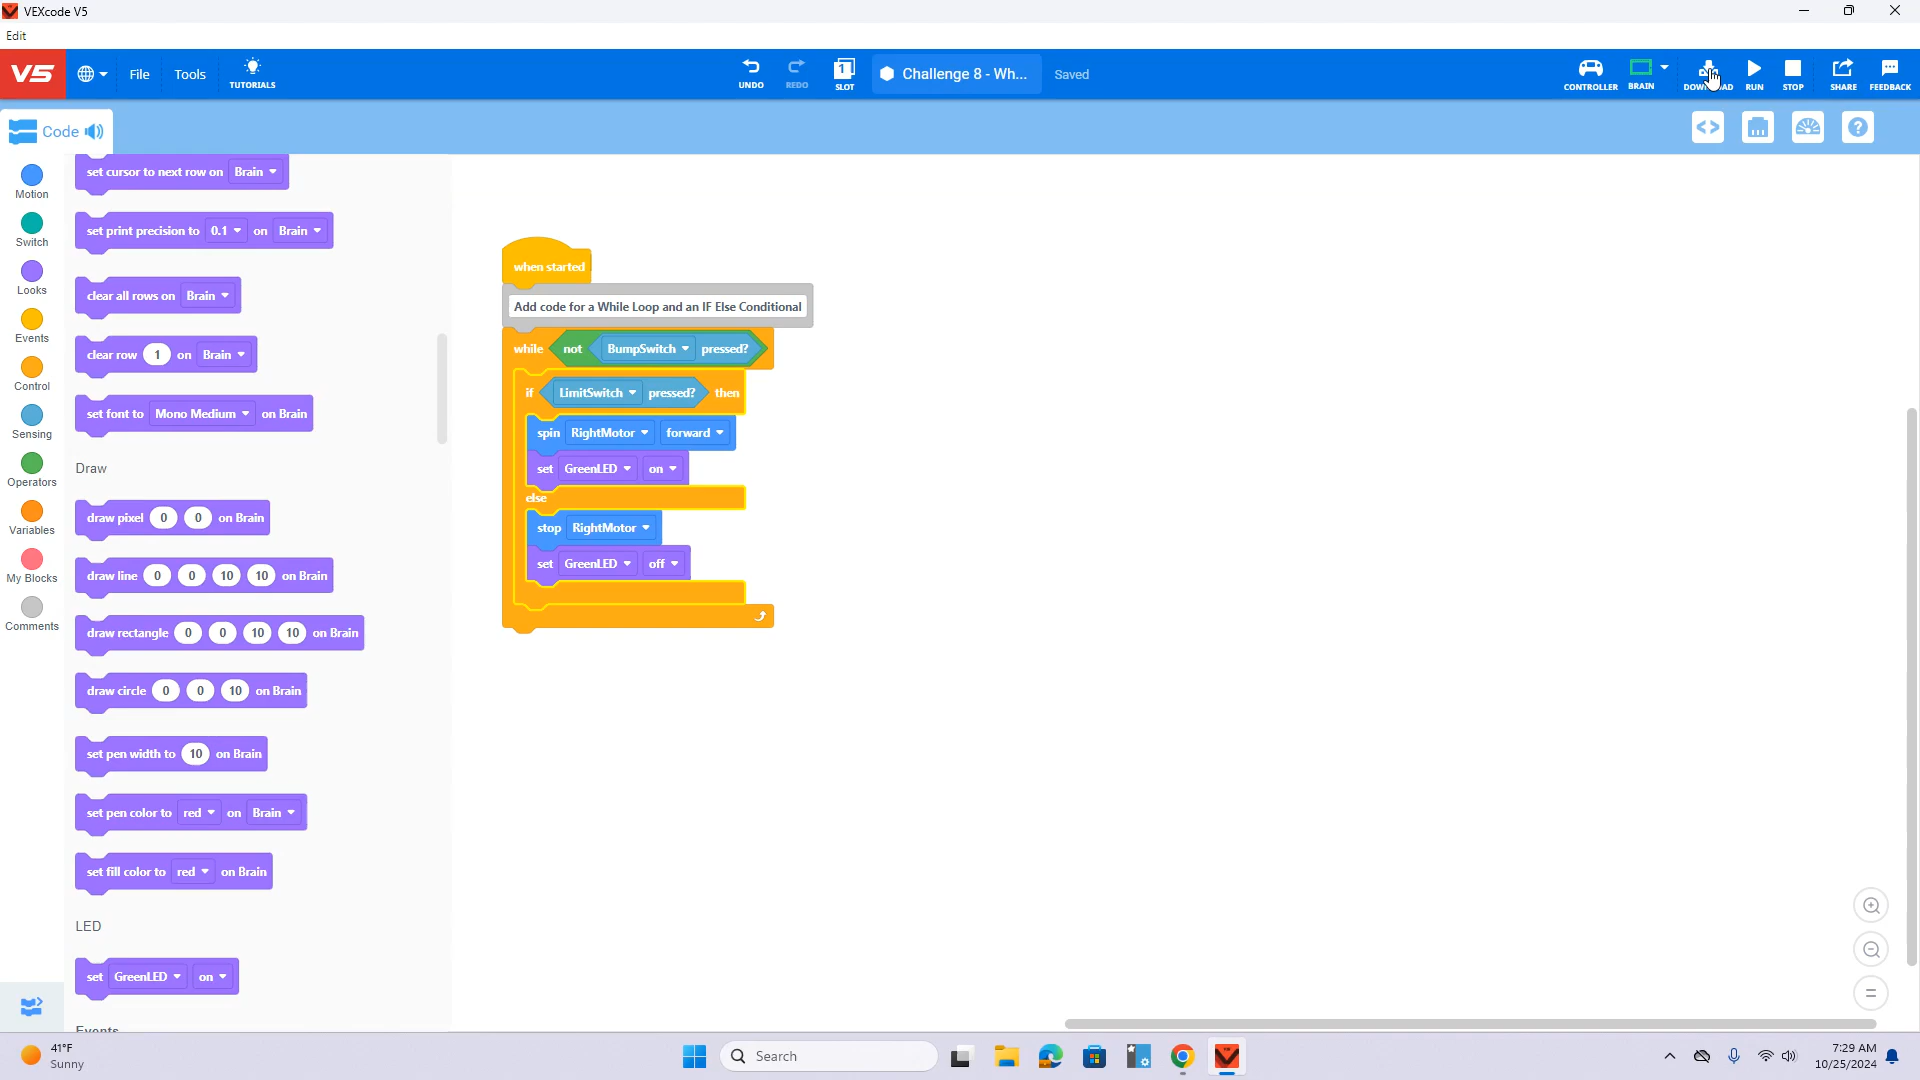 VEXcode V5
Edit
V5 File Tools TUTORIALS UNDO REDO 1 SLOT Challenge 8 - Wh... Saved CONTROLLER BRAIN DOWNLOAD RUN STOP SHARE FEEDBACK
Code
Motion
Switch
Looks
Events
Control
Sensing
Operators
Variables
My Blocks
Comments
set cursor to next row on Brain
set print precision to 0.1 on Brain
clear all rows on Brain
clear row 1 on Brain
set font to Mono Medium on Brain
Draw
draw pixel 0 0 on Brain
draw line 0 0 10 10 on Brain
draw rectangle 0 0 10 10 on Brain
draw circle 0 0 10 on Brain
set pen width to 10 on Brain
set pen color to red on Brain
set fill color to red on Brain
LED
set GreenLED on
Events
when started
Add code for a While Loop and an IF Else Conditional
while not BumpSwitch pressed?
if LimitSwitch pressed? then
spin RightMotor forward
set GreenLED on
else
stop RightMotor
set GreenLED off
41°F
Sunny
Search
7:29 AM
10/25/2024